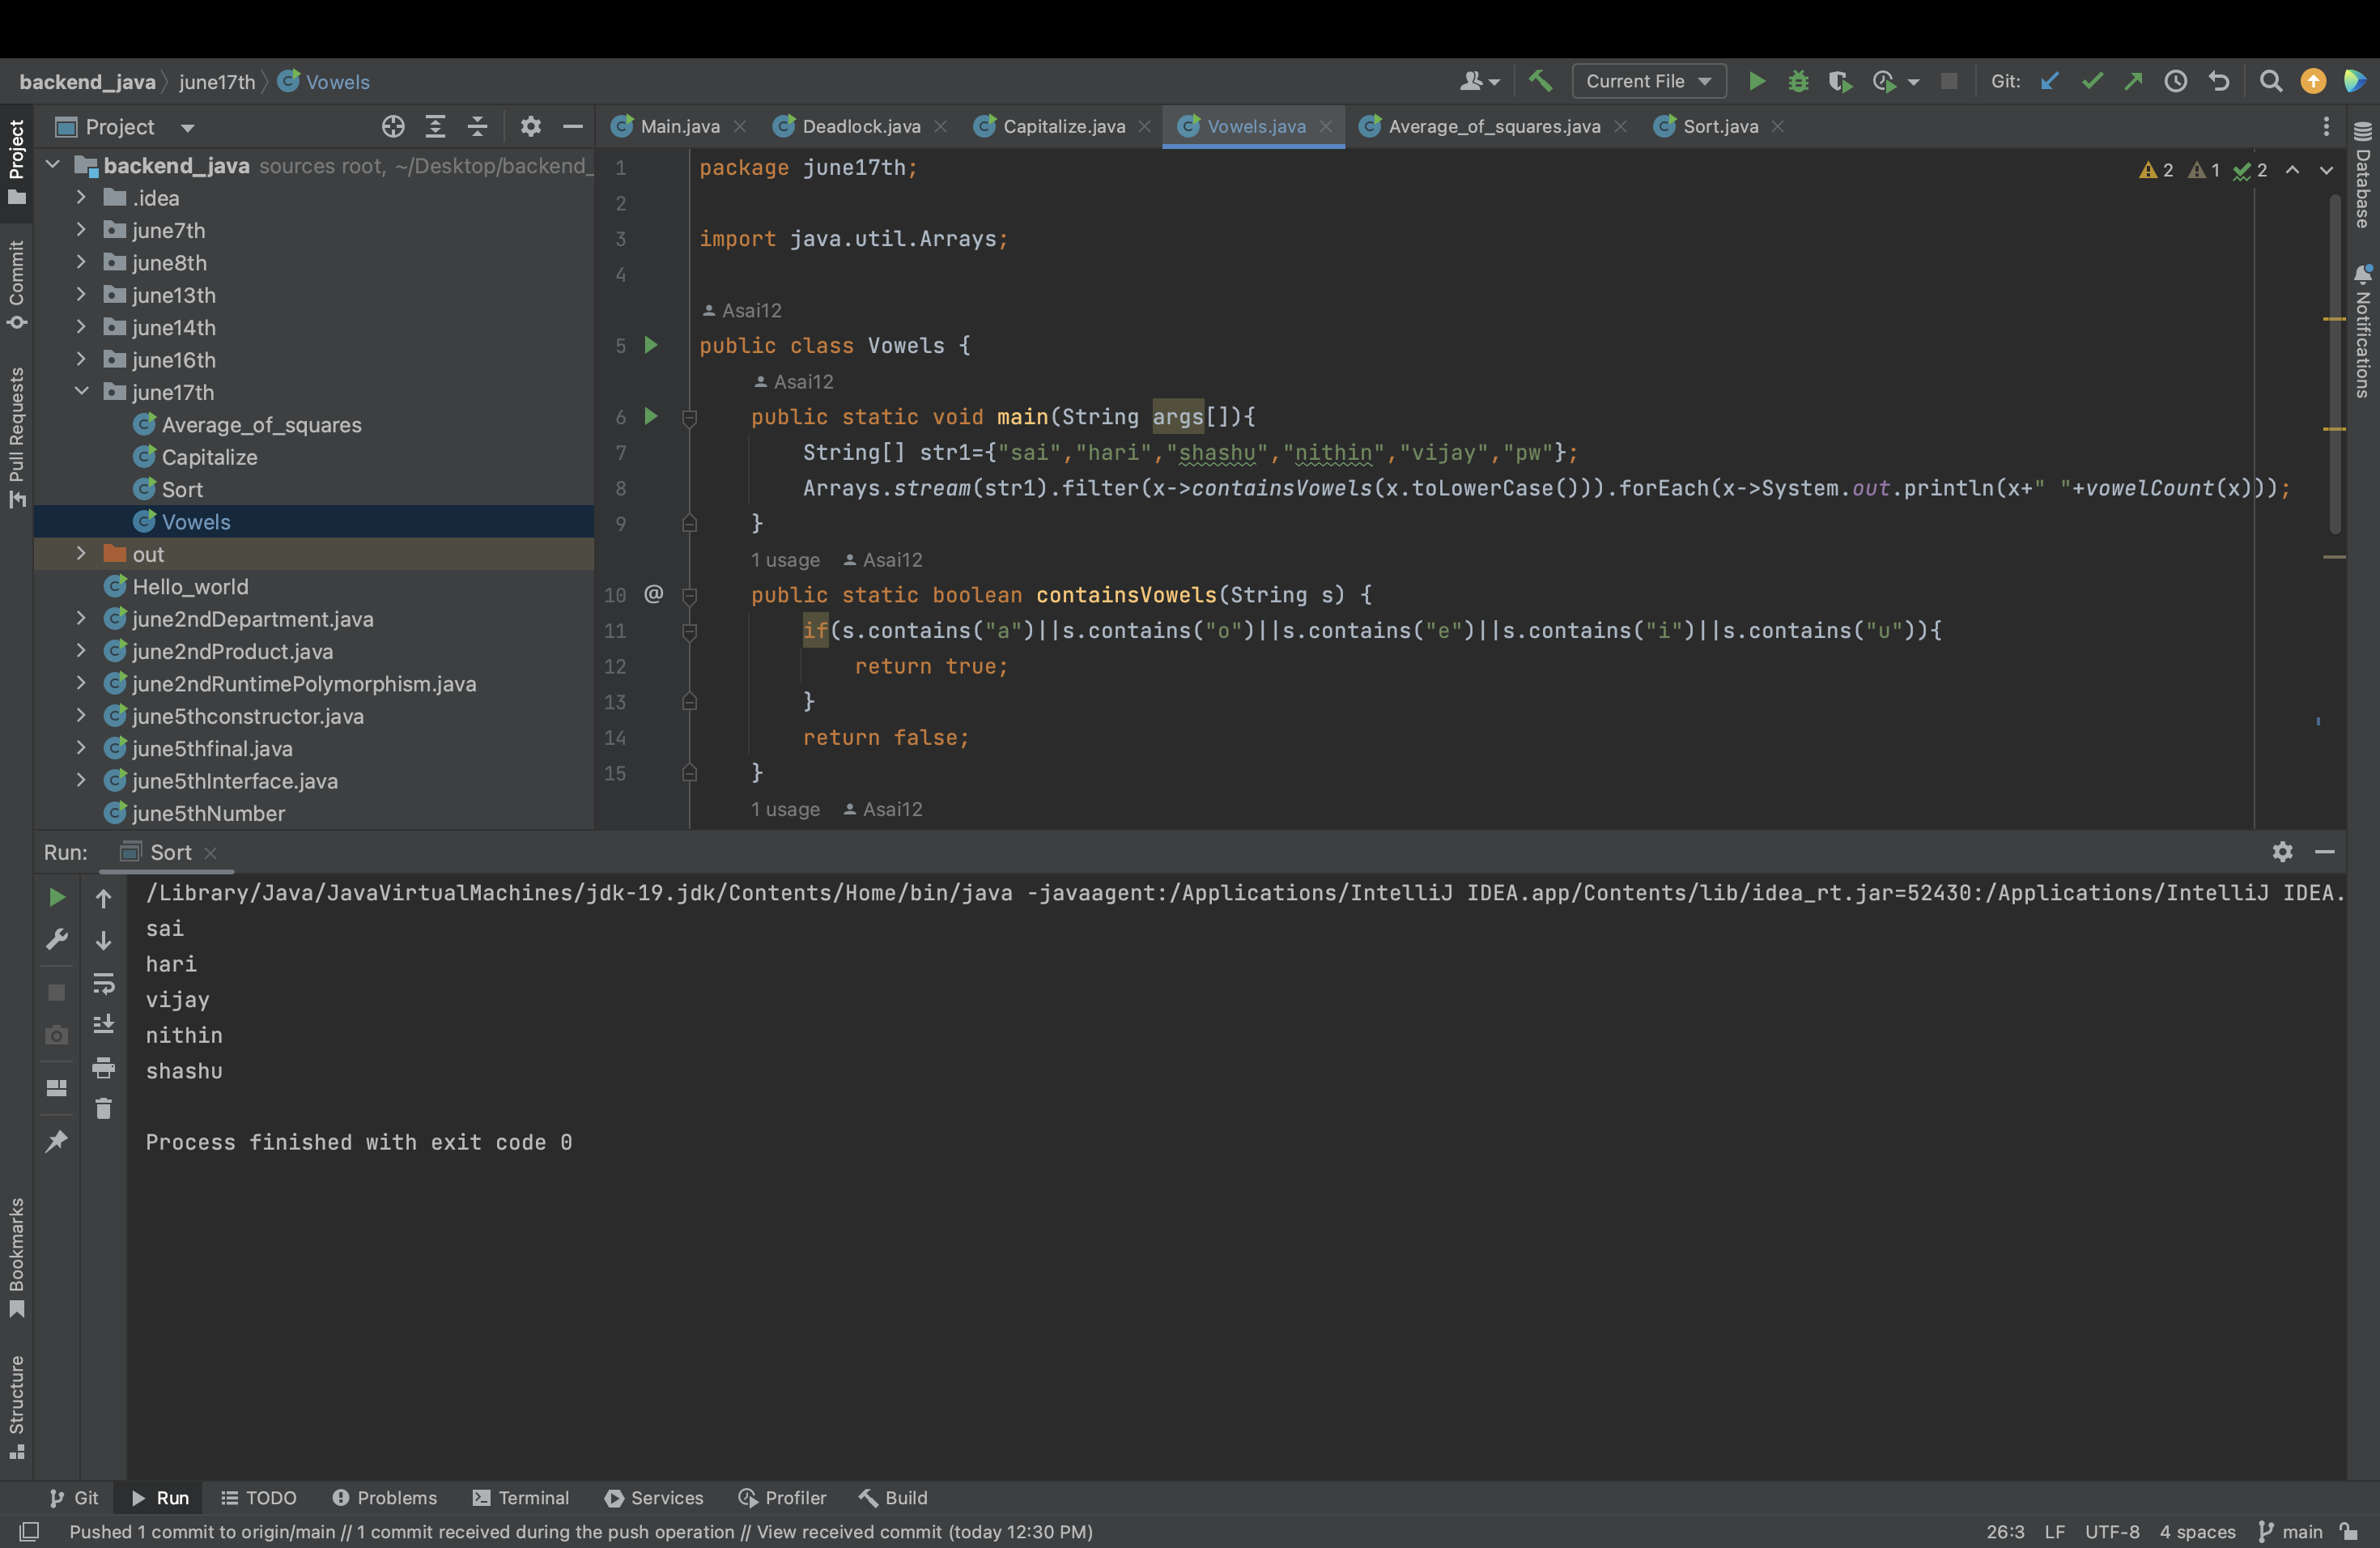 backend_java june17th Vowels
Current File Git:
Project
Main.java Deadlock.java Capitalize.java Vowels.java Average_of_squares.java Sort.java
Project
Commit
Pull Requests
Bookmarks
Structure
backend_java sources root, ~/Desktop/backend_
.idea
june7th
june8th
june13th
june14th
june16th
june17th
Average_of_squares
Capitalize
Sort
Vowels
out
Hello_world
june2ndDepartment.java
june2ndProduct.java
june2ndRuntimePolymorphism.java
june5thconstructor.java
june5thfinal.java
june5thInterface.java
june5thNumber
2 1 2
1 package june17th;
2
3 import java.util.Arrays;
4
Asai12
5 public class Vowels {
Asai12
6 public static void main(String args[]){
7 String[] str1={"sai","hari","shashu","nithin","vijay","pw"};
8 Arrays.stream(str1).filter(x->containsVowels(x.toLowerCase())).forEach(x->System.out.println(x+" "+vowelCount(x)));
9 }
1 usage Asai12
10 @ public static boolean containsVowels(String s) {
11 if(s.contains("a")||s.contains("o")||s.contains("e")||s.contains("i")||s.contains("u")){
12 return true;
13 }
14 return false;
15 }
1 usage Asai12
Database
Notifications
Run: Sort
/Library/Java/JavaVirtualMachines/jdk-19.jdk/Contents/Home/bin/java -javaagent:/Applications/IntelliJ IDEA.app/Contents/lib/idea_rt.jar=52430:/Applications/IntelliJ IDEA.
sai
hari
vijay
nithin
shashu
Process finished with exit code 0
Git Run TODO Problems Terminal Services Profiler Build
Pushed 1 commit to origin/main // 1 commit received during the push operation // View received commit (today 12:30 PM) 26:3 LF UTF-8 4 spaces main